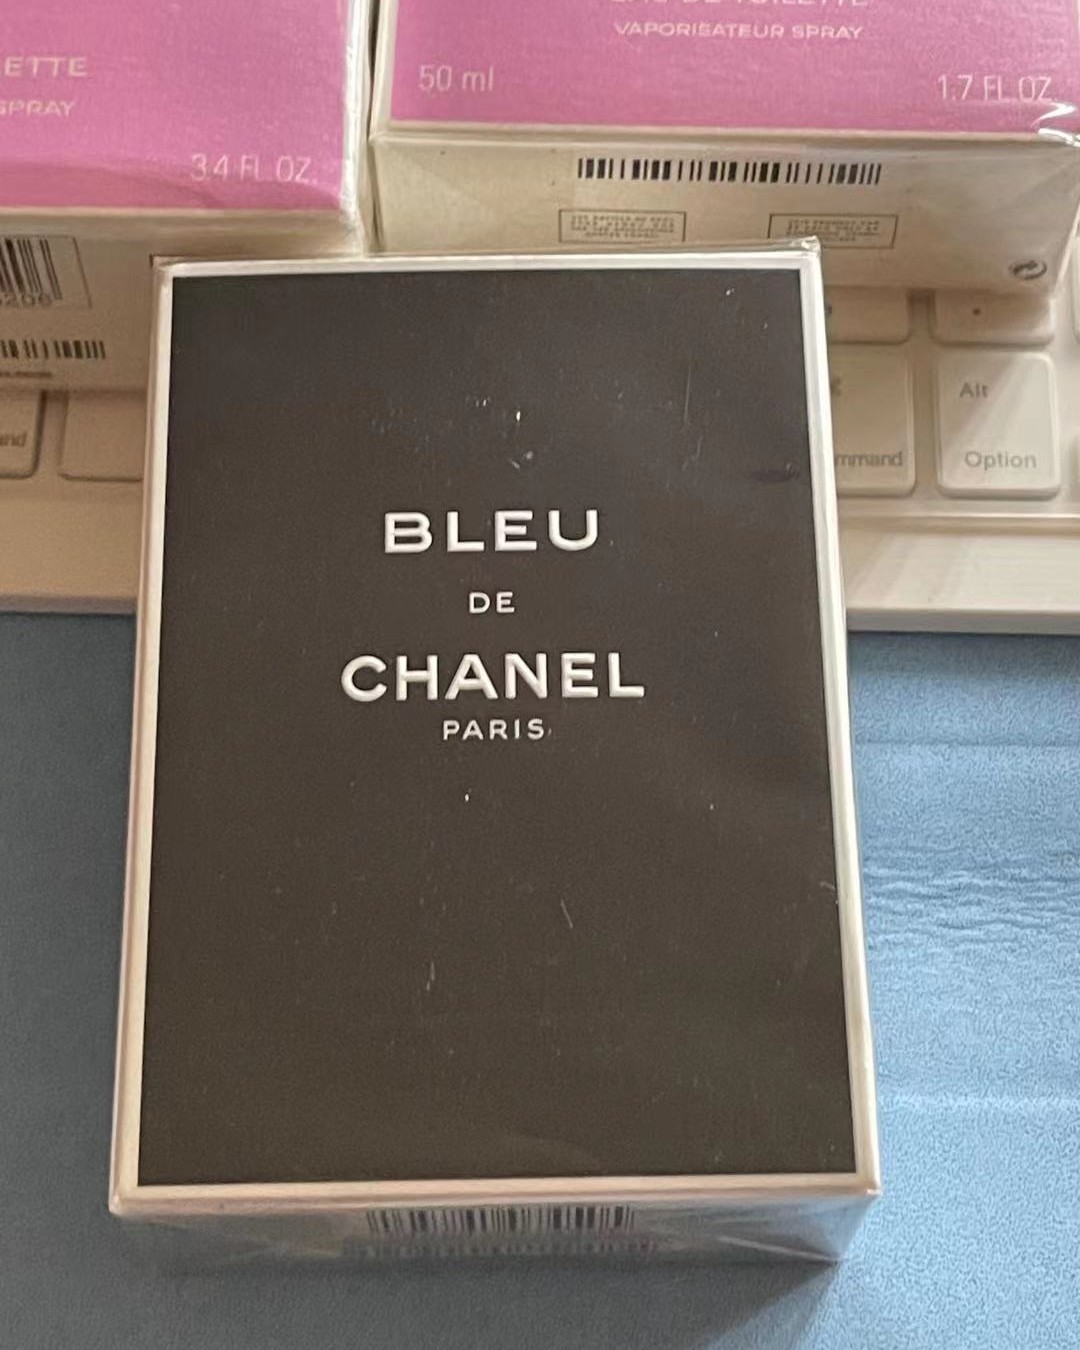 ETTE
SPRAY
3.4 FL. OZ.
VAPORISATEUR SPRAY
50 ml
1.7 FL.OZ.
BLEU
DE
CHANEL
PARIS
Alt
Option